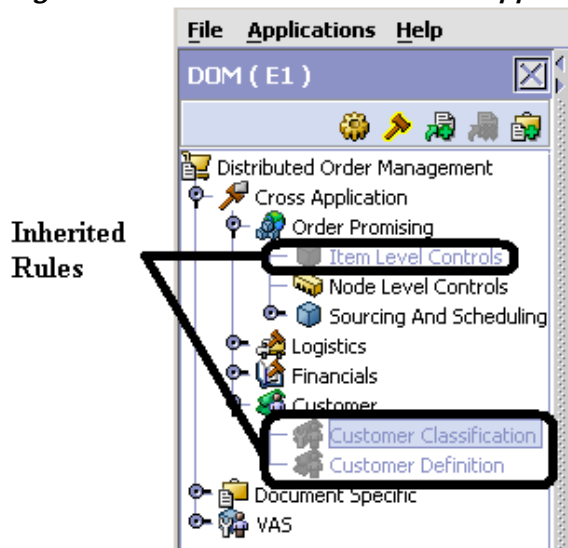 File Applications Help
DOM ( E1 )
Distributed Order Management
Cross Application
Order Promising
Inherited
Rules
Item Level Controls
Node Level Controls
Sourcing And Scheduling
Logistics
Financials
Customer
Customer Classification
Customer Definition
Document Specific
VAS